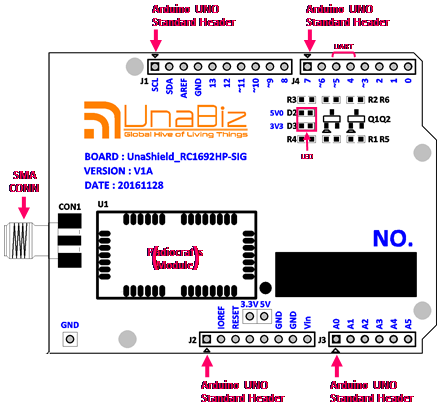 Arduino UNO
Standard Header
Arduino UNO
Standard Header
UART
J1
SCL
SDA
AREF
GND
13
12
~11
~10
~9
8
J4
7
~6
~5
4
~3
2
1
0
R3
D2
R2 R6
5V0
3V3
D3
Q1Q2
R4
R1 R5
LED
UnaBiz
Global Hive of Living Things
BOARD : UnaShield_RC1692HP-SIG
VERSION : V1A
DATE : 20161128
SMA
CONN
CON1
U1
Radiocrafts
Module
NO.
3.3V 5V
GND
IOREF
RESET
GND
GND
Vin
A0
A1
A2
A3
A4
A5
J2
J3
Arduino UNO
Standard Header
Arduino UNO
Standard Header